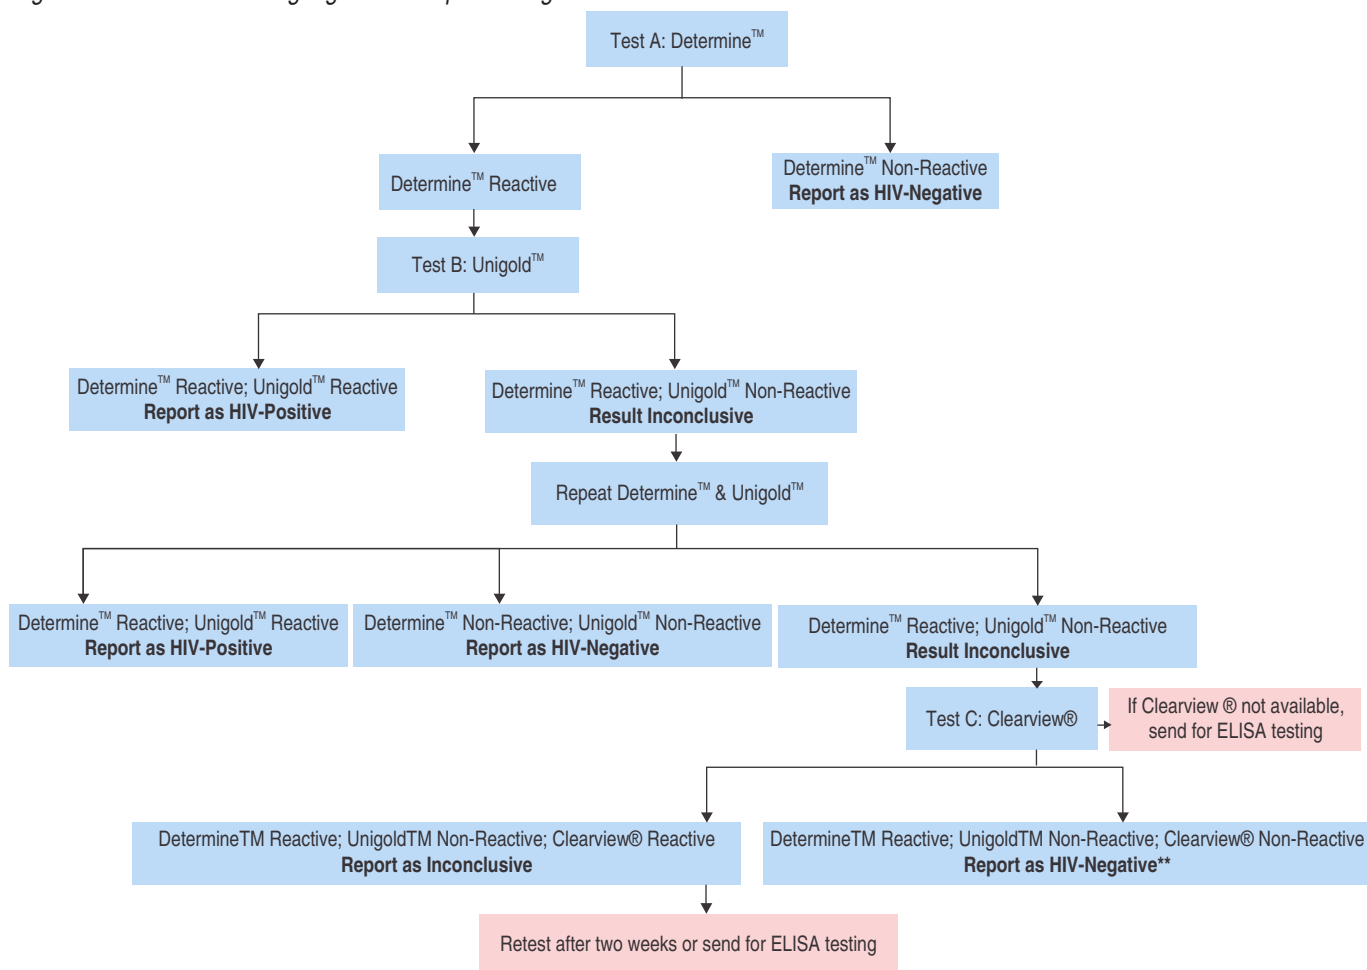 Test A: Determine™
Determine™ Reactive
Determine™ Non-Reactive
Report as HIV-Negative
Test B: Unigold™
Determine™ Reactive; Unigold™ Reactive
Report as HIV-Positive
Determine™ Reactive; Unigold™ Non-Reactive
Result Inconclusive
Repeat Determine™ & Unigold™
Determine™ Reactive; Unigold™ Reactive
Report as HIV-Positive
Determine™ Non-Reactive; Unigold™ Non-Reactive
Report as HIV-Negative
Determine™ Reactive; Unigold™ Non-Reactive
Result Inconclusive
Test C: Clearview®
If Clearview ® not available,
send for ELISA testing
DetermineTM Reactive; UnigoldTM Non-Reactive; Clearview® Reactive
Report as Inconclusive
DetermineTM Reactive; UnigoldTM Non-Reactive; Clearview® Non-Reactive
Report as HIV-Negative**
Retest after two weeks or send for ELISA testing